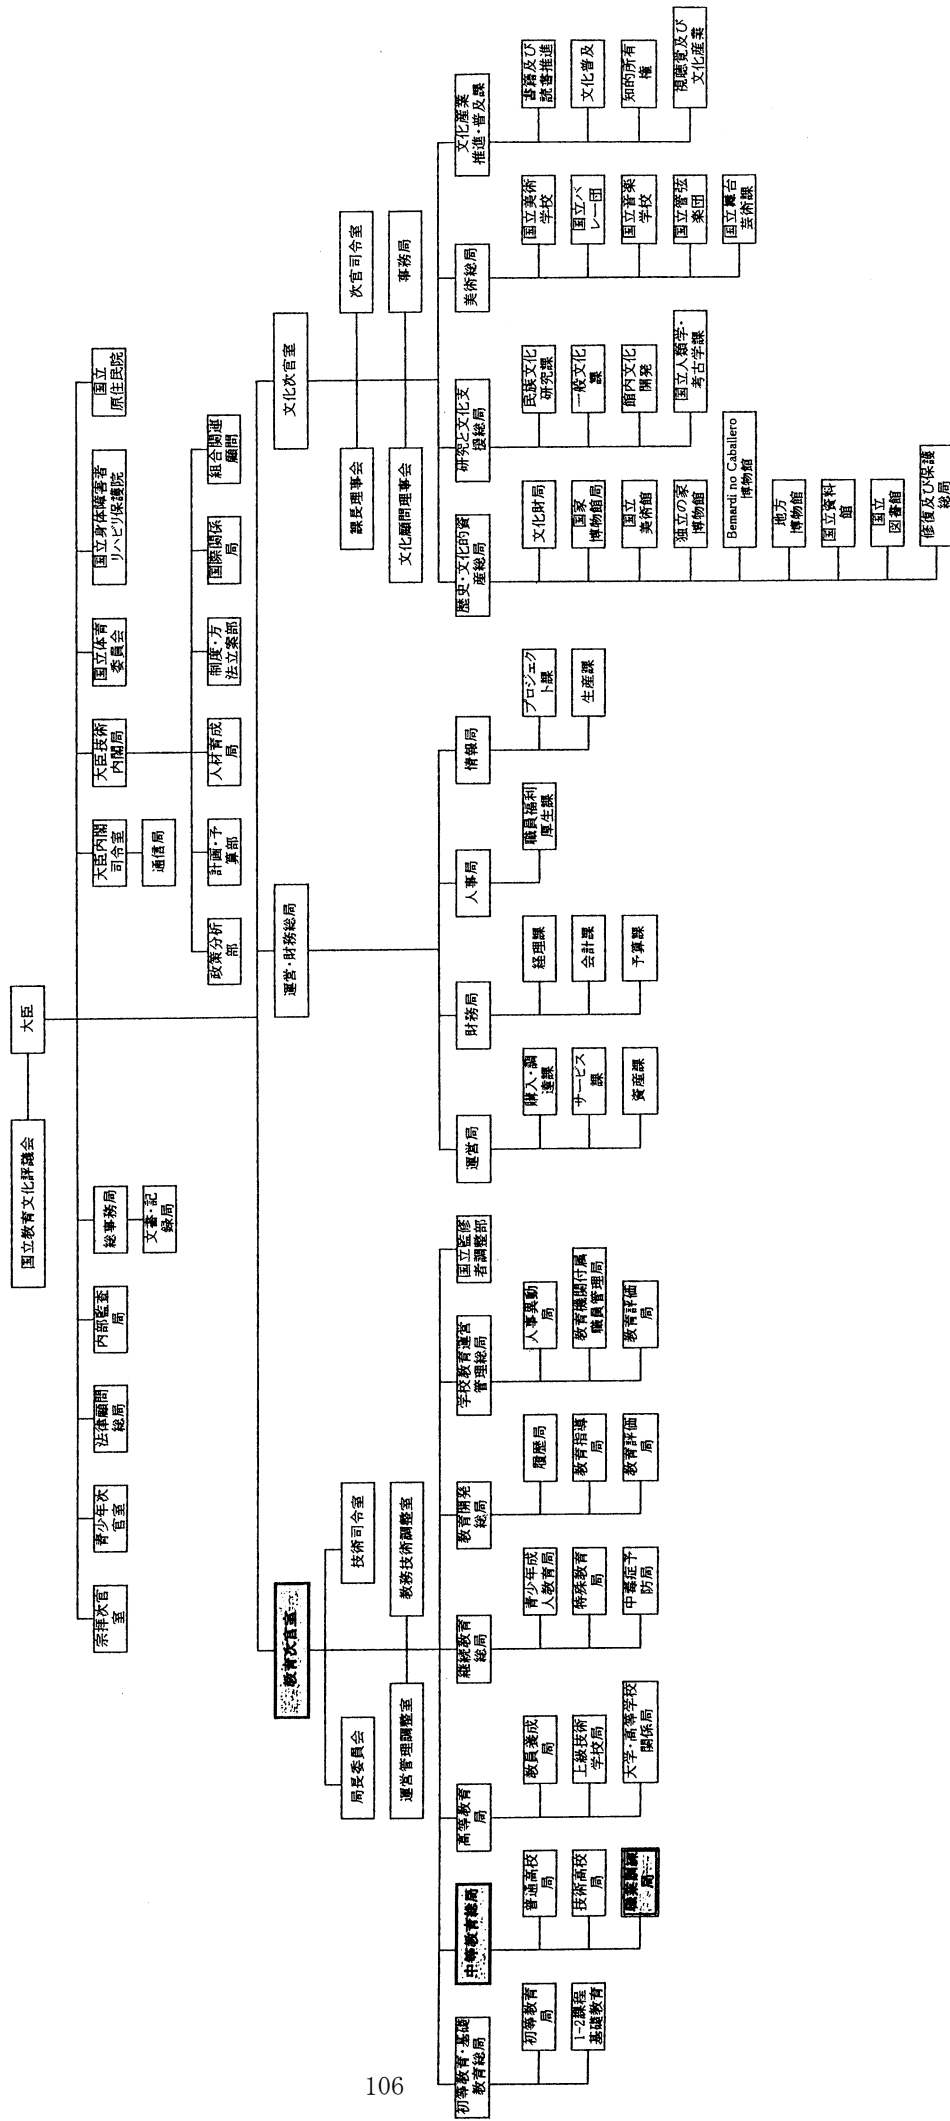 大臣
国立教育文化評議会
宗拝次官
室
青少年次
官室
法律顧問
総局
内部監査
局
総事務局
文書・記
録局
大臣内閣
司令室
通信局
大臣技術
内閣局
国立体育
委員会
国立身体障害者
リハビリ保護院
国立
原住民院
政策分析
部
計画・予
算部
人材育成
局
制度・方
法立案部
国際関係
局
組合関連
顧問
教育次官室
運営・財務総局
文化次官室
局長委員会
技術司令室
運営管理調整室
教務技術調整室
課長理事会
次官司令室
文化顧問理事会
事務局
初等教育・基礎
教育総局
初等教育
局
1-2課程
基礎教育
中等教育総局
普通高校
局
技術高校
局
職業訓練
局
高等教育
局
教員養成
局
上級技術
学校局
大学・高等学校
関係局
継続教育
総局
青少年成
人教育局
特殊教育
局
中毒症予
防局
教育開発
総局
履歴局
教育指導
局
教育評価
局
学校教育運営
管理総局
人事異動
局
教育機関付属
職員管理局
教育評価
局
国立監修
者調整部
運営局
購入・調
達課
サービス
課
資産課
財務局
経理課
会計課
予算課
人事局
職員福利
厚生課
情報局
プロジェク
ト課
生産課
歴史・文化的資
産総局
文化財局
国家
博物館局
国立
美術館
独立の家
博物館
Bernardi no Caballero
博物館
地方
博物館
国立資料
館
国立
図書館
修復及び保護
総局
研究と文化支
援総局
民族文化
研究課
一般文化
課
館内文化
開発
国立人類学・
考古学課
美術総局
国立美術
学校
国立バ
レー団
国立音楽
学校
国立管弦
楽団
国立舞台
芸術課
文化産業
推進・普及課
書籍及び
読書推進
文化普及
知的所有
権
視聴覚及び
文化産業
106